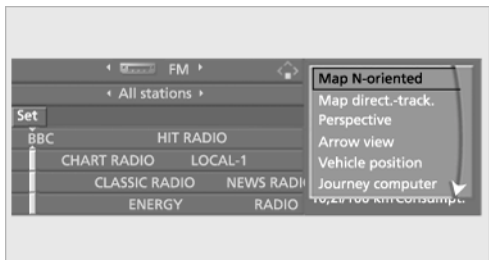 FM
All stations
Set
BBC HIT RADIO
CHART RADIO LOCAL-1
CLASSIC RADIO NEWS RADI
ENERGY RADIO
Map N-oriented
Map direct.-track.
Perspective
Arrow view
Vehicle position
Journey computer
km Consumpt.